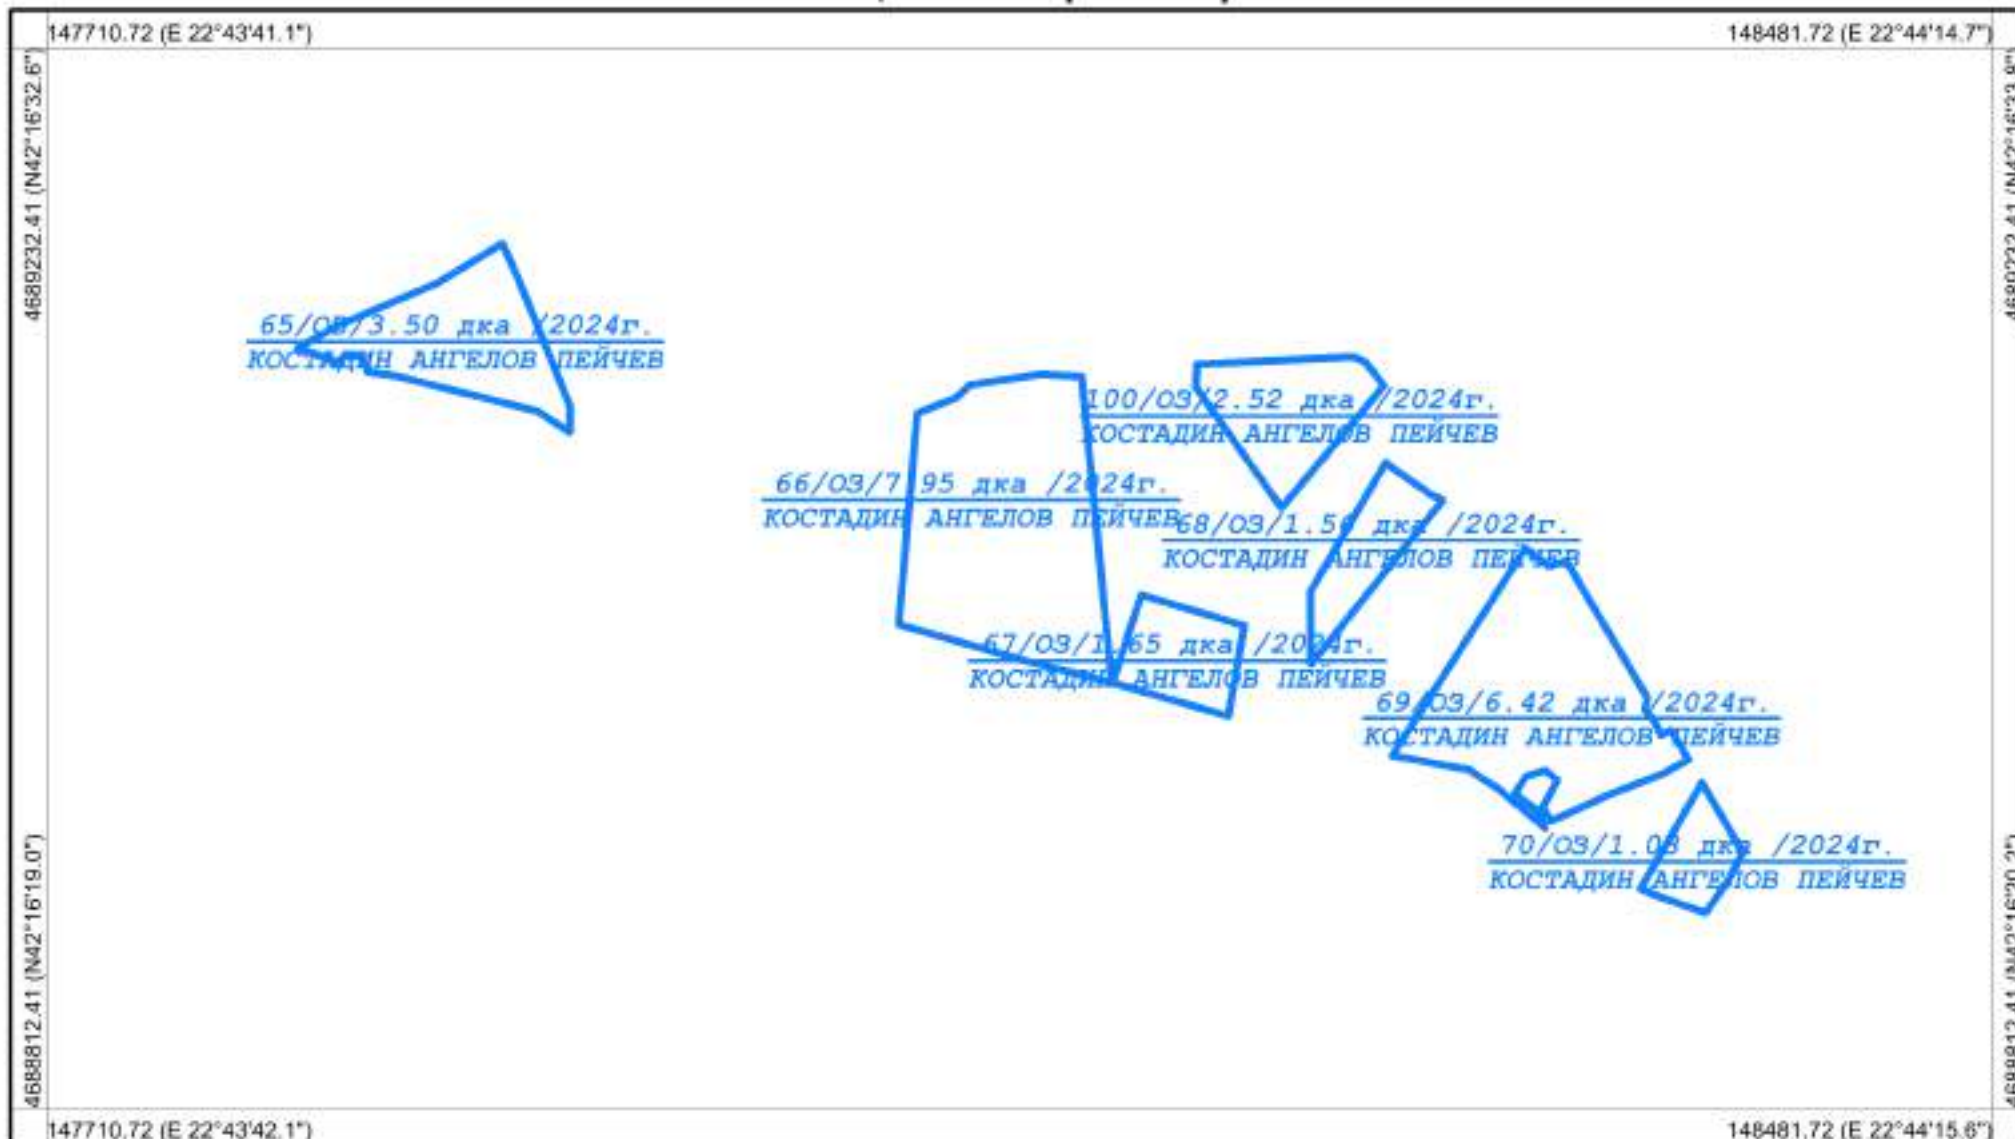 147710.72 (E 22°43'41.1")
148481.72 (E 22°44'14.7")
4689232.41 (N42°16'32.6")
65/ОЗ/3.50 дка /2024г.
КОСТАДИН АНГЕЛОВ ПЕЙЧЕВ
100/ОЗ/2.52 дка /2024г.
КОСТАДИН АНГЕЛОВ ПЕЙЧЕВ
66/ОЗ/7.95 дка /2024г.
КОСТАДИН АНГЕЛОВ ПЕЙЧЕВ
68/ОЗ/1.56 дка /2024г.
КОСТАДИН АНГЕЛОВ ПЕЙЧЕВ
67/ОЗ/1.65 дка /2024г.
КОСТАДИН АНГЕЛОВ ПЕЙЧЕВ
69/ОЗ/6.42 дка /2024г.
КОСТАДИН АНГЕЛОВ ПЕЙЧЕВ
70/ОЗ/1.03 дка /2024г.
КОСТАДИН АНГЕЛОВ ПЕЙЧЕВ
4688812.41 (N42°16'19.0")
147710.72 (E 22°43'42.1")
148481.72 (E 22°44'15.6")